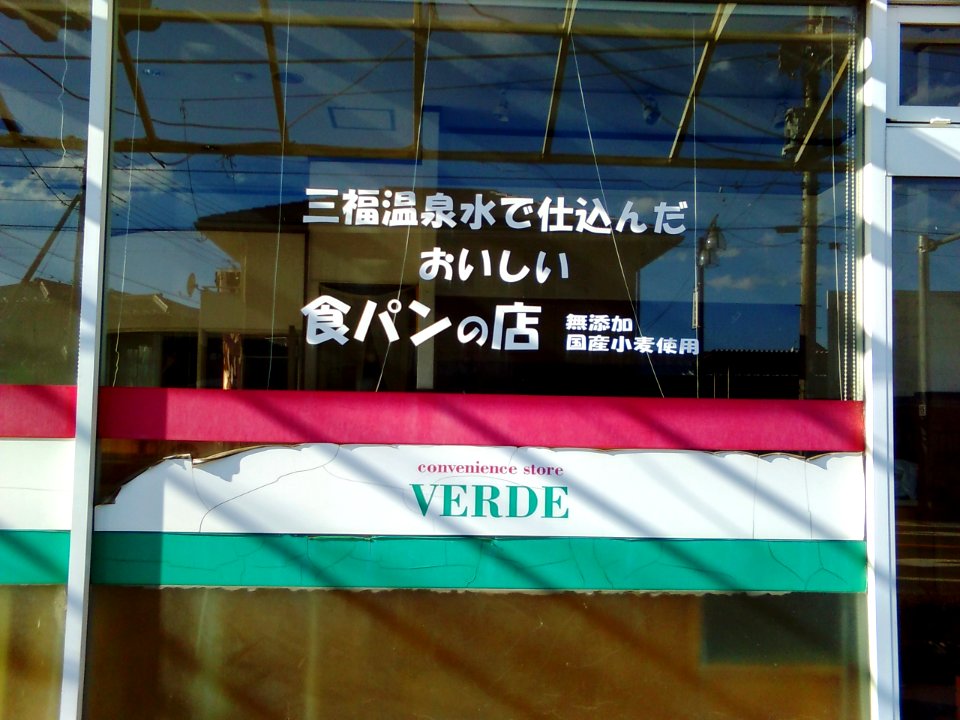 三福温泉水で仕込んだ
おいしい
食パンの店
無添加
国産小麦使用
convenience store
VERDE